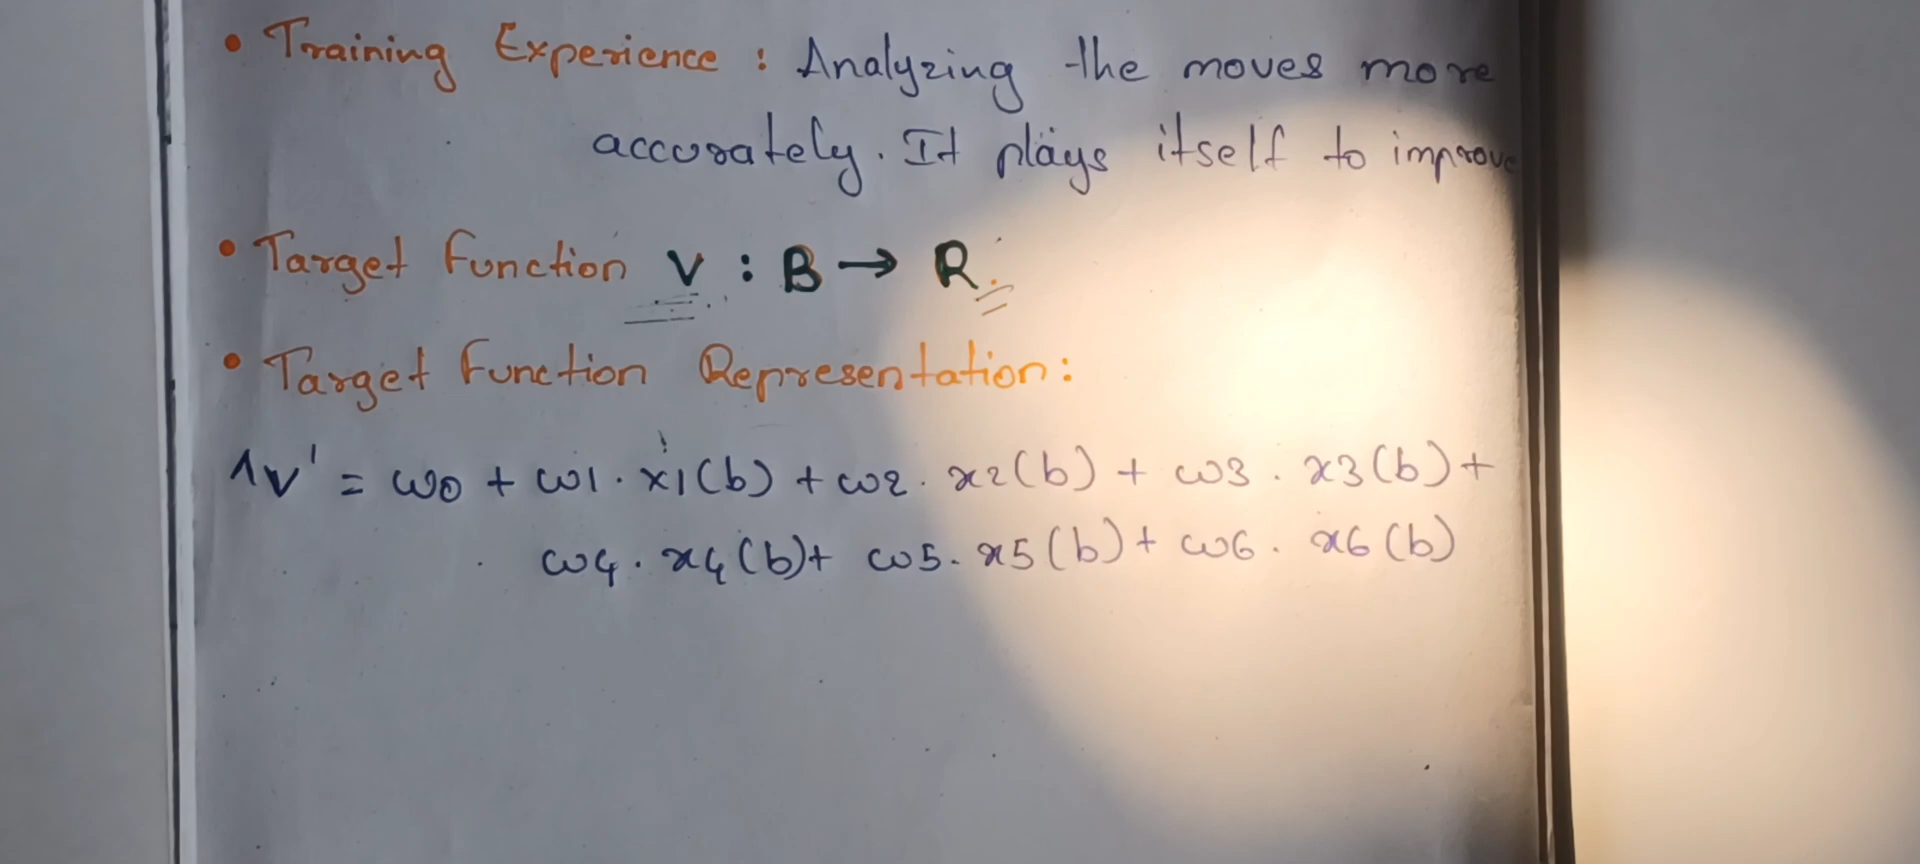 • Training Experience : Analyzing the moves more
accurately. It plays itself to improve
• Target Function V : B → R.
• Target Function Representation:
^V' = w0 + w1 . x1(b) + w2 . x2(b) + w3 . x3(b) +
w4 . x4(b) + w5 . x5(b) + w6 . x6(b)